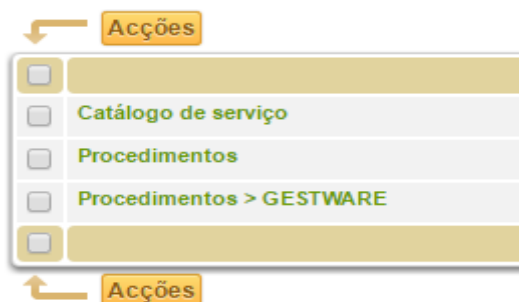 Acções
Catálogo de serviço
Procedimentos
Procedimentos > GESTWARE
Acções